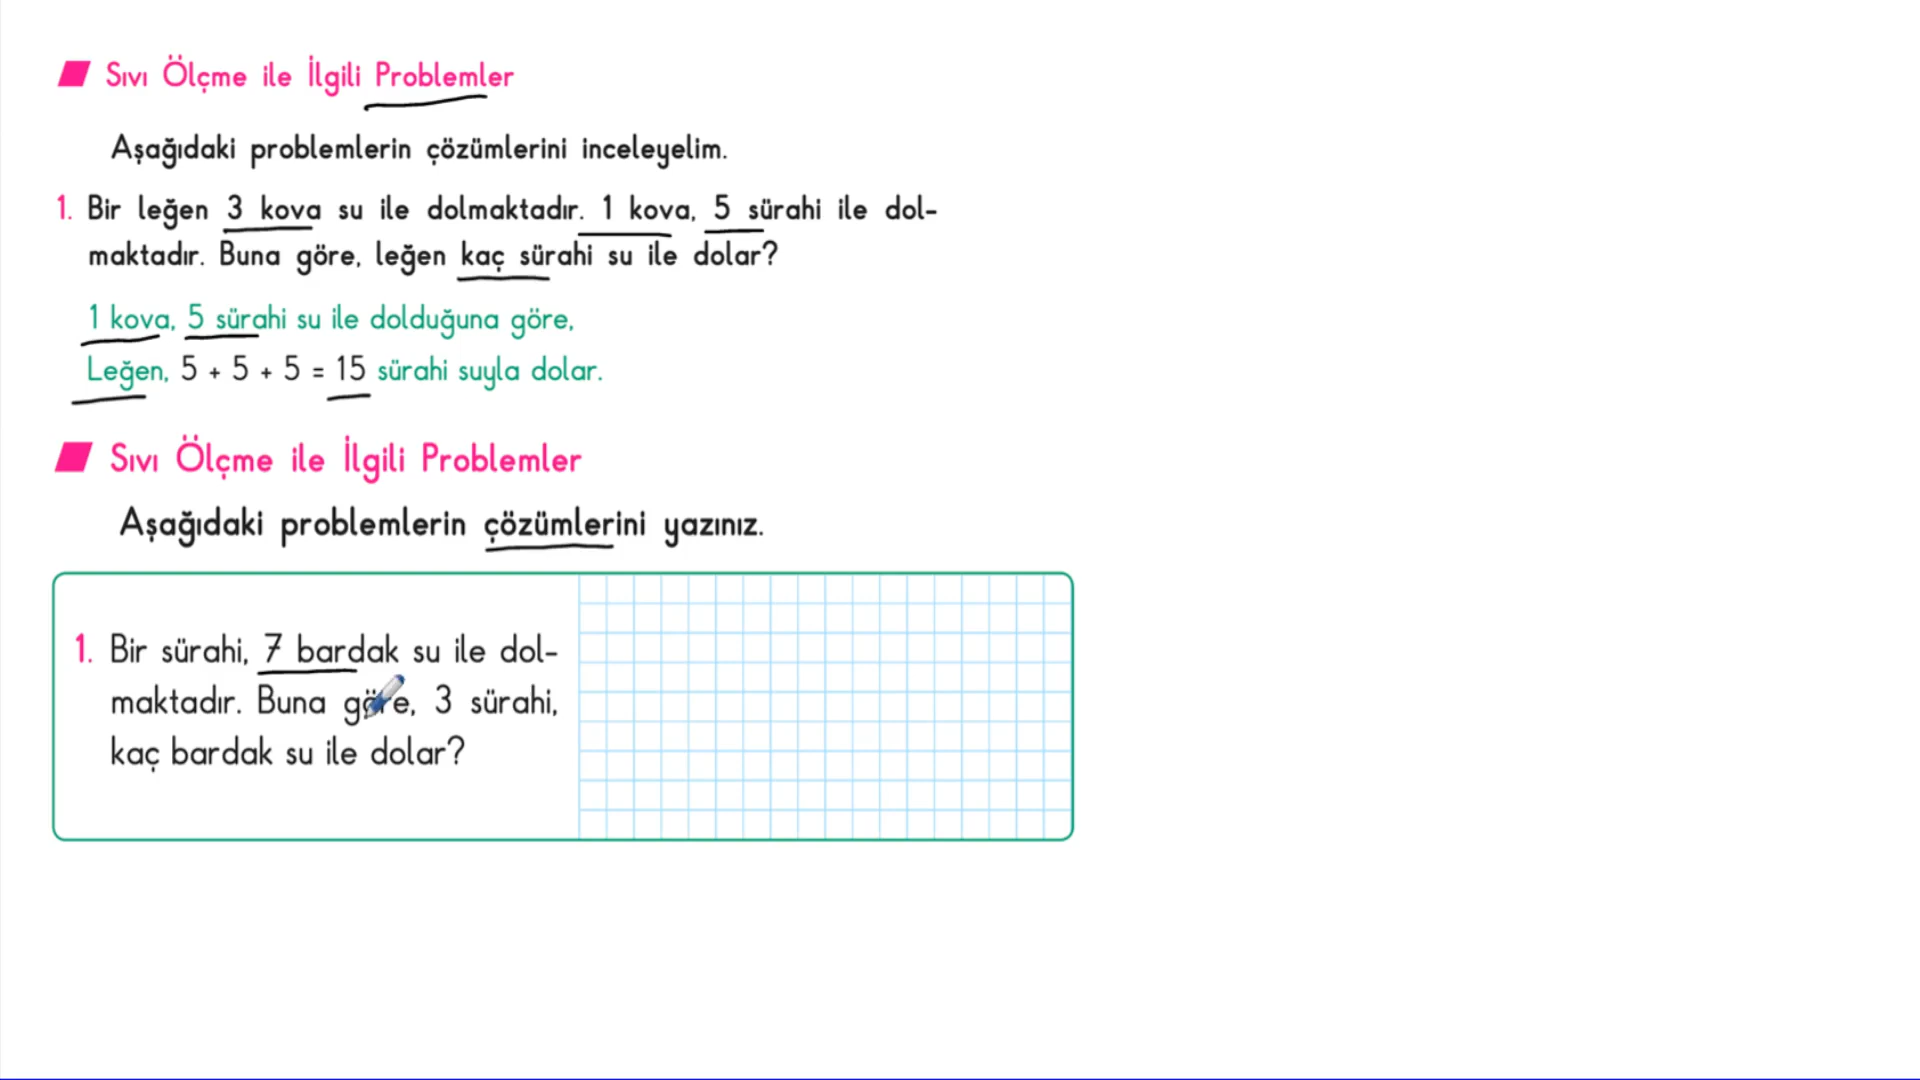 Sıvı Ölçme ile İlgili Problemler
Aşağıdaki problemlerin çözümlerini inceleyelim.
1. Bir leğen 3 kova su ile dolmaktadır. 1 kova, 5 sürahi ile dol-
maktadır. Buna göre, leğen kaç sürahi su ile dolar?
1 kova, 5 sürahi su ile dolduğuna göre,
Leğen, 5 + 5 + 5 = 15 sürahi suyla dolar.
Sıvı Ölçme ile İlgili Problemler
Aşağıdaki problemlerin çözümlerini yazınız.
1. Bir sürahi, 7 bardak su ile dol-
maktadır. Buna göre, 3 sürahi,
kaç bardak su ile dolar?